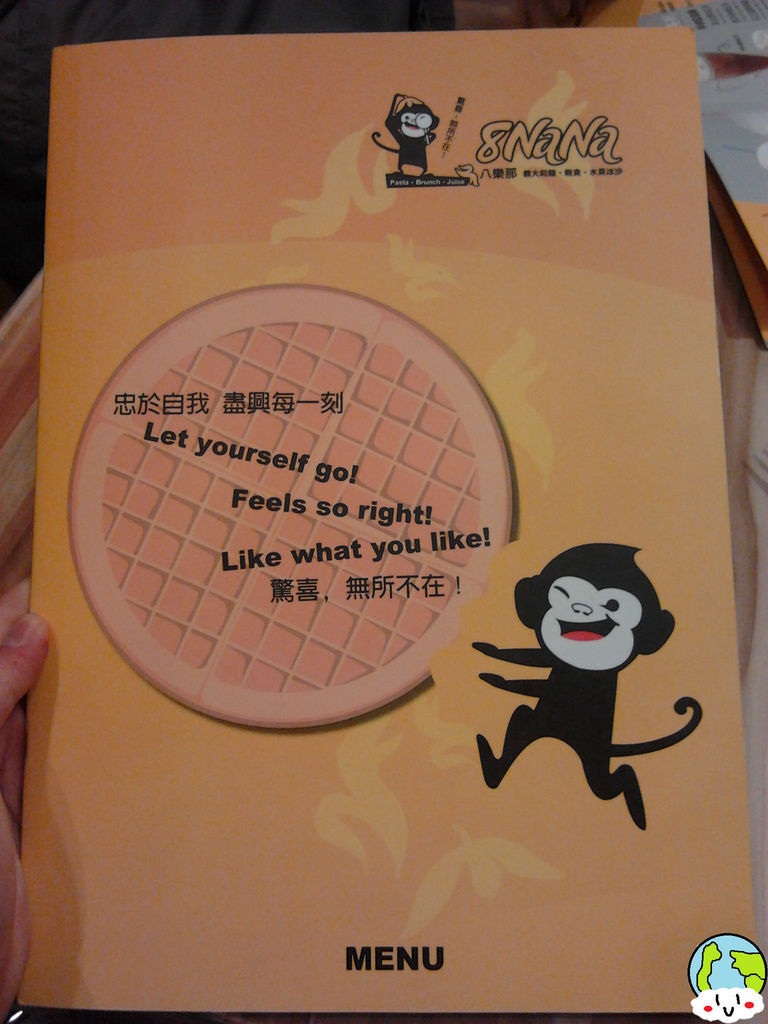 驚喜，無所不在！
8NaNa
Pasta · Brunch · Juice
八樂那 義大利麵 · 輕食 · 水果冰沙
忠於自我 盡興每一刻
Let yourself go!
Feels so right!
Like what you like!
驚喜，無所不在！
MENU